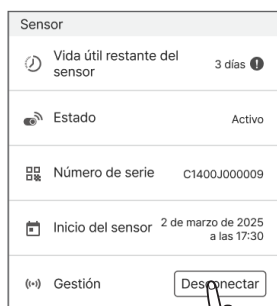 Sensor
Vida útil restante del
sensor
3 días
Estado
Activo
Número de serie
C1400J000009
Inicio del sensor
2 de marzo de 2025
a las 17:30
Gestión
Desconectar